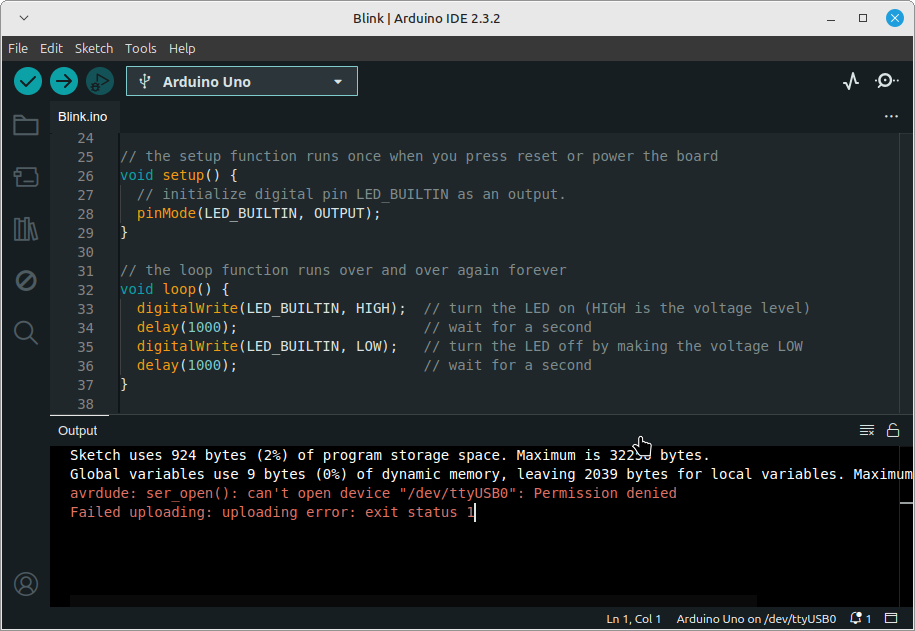 Blink | Arduino IDE 2.3.2
File Edit Sketch Tools Help
Arduino Uno
Blink.ino
24
25 // the setup function runs once when you press reset or power the board
26 void setup() {
27   // initialize digital pin LED_BUILTIN as an output.
28   pinMode(LED_BUILTIN, OUTPUT);
29 }
30
31 // the loop function runs over and over again forever
32 void loop() {
33   digitalWrite(LED_BUILTIN, HIGH);  // turn the LED on (HIGH is the voltage level)
34   delay(1000);                      // wait for a second
35   digitalWrite(LED_BUILTIN, LOW);   // turn the LED off by making the voltage LOW
36   delay(1000);                      // wait for a second
37 }
38
Output
Sketch uses 924 bytes (2%) of program storage space. Maximum is bytes.
Global variables use 9 bytes (0%) of dynamic memory, leaving 2039 bytes for local variables. Maximum
avrdude: ser_open(): can't open device "/dev/ttyUSB0": Permission denied
Failed uploading: uploading error: exit status 1
Ln 1, Col 1 Arduino Uno on /dev/ttyUSB0 1